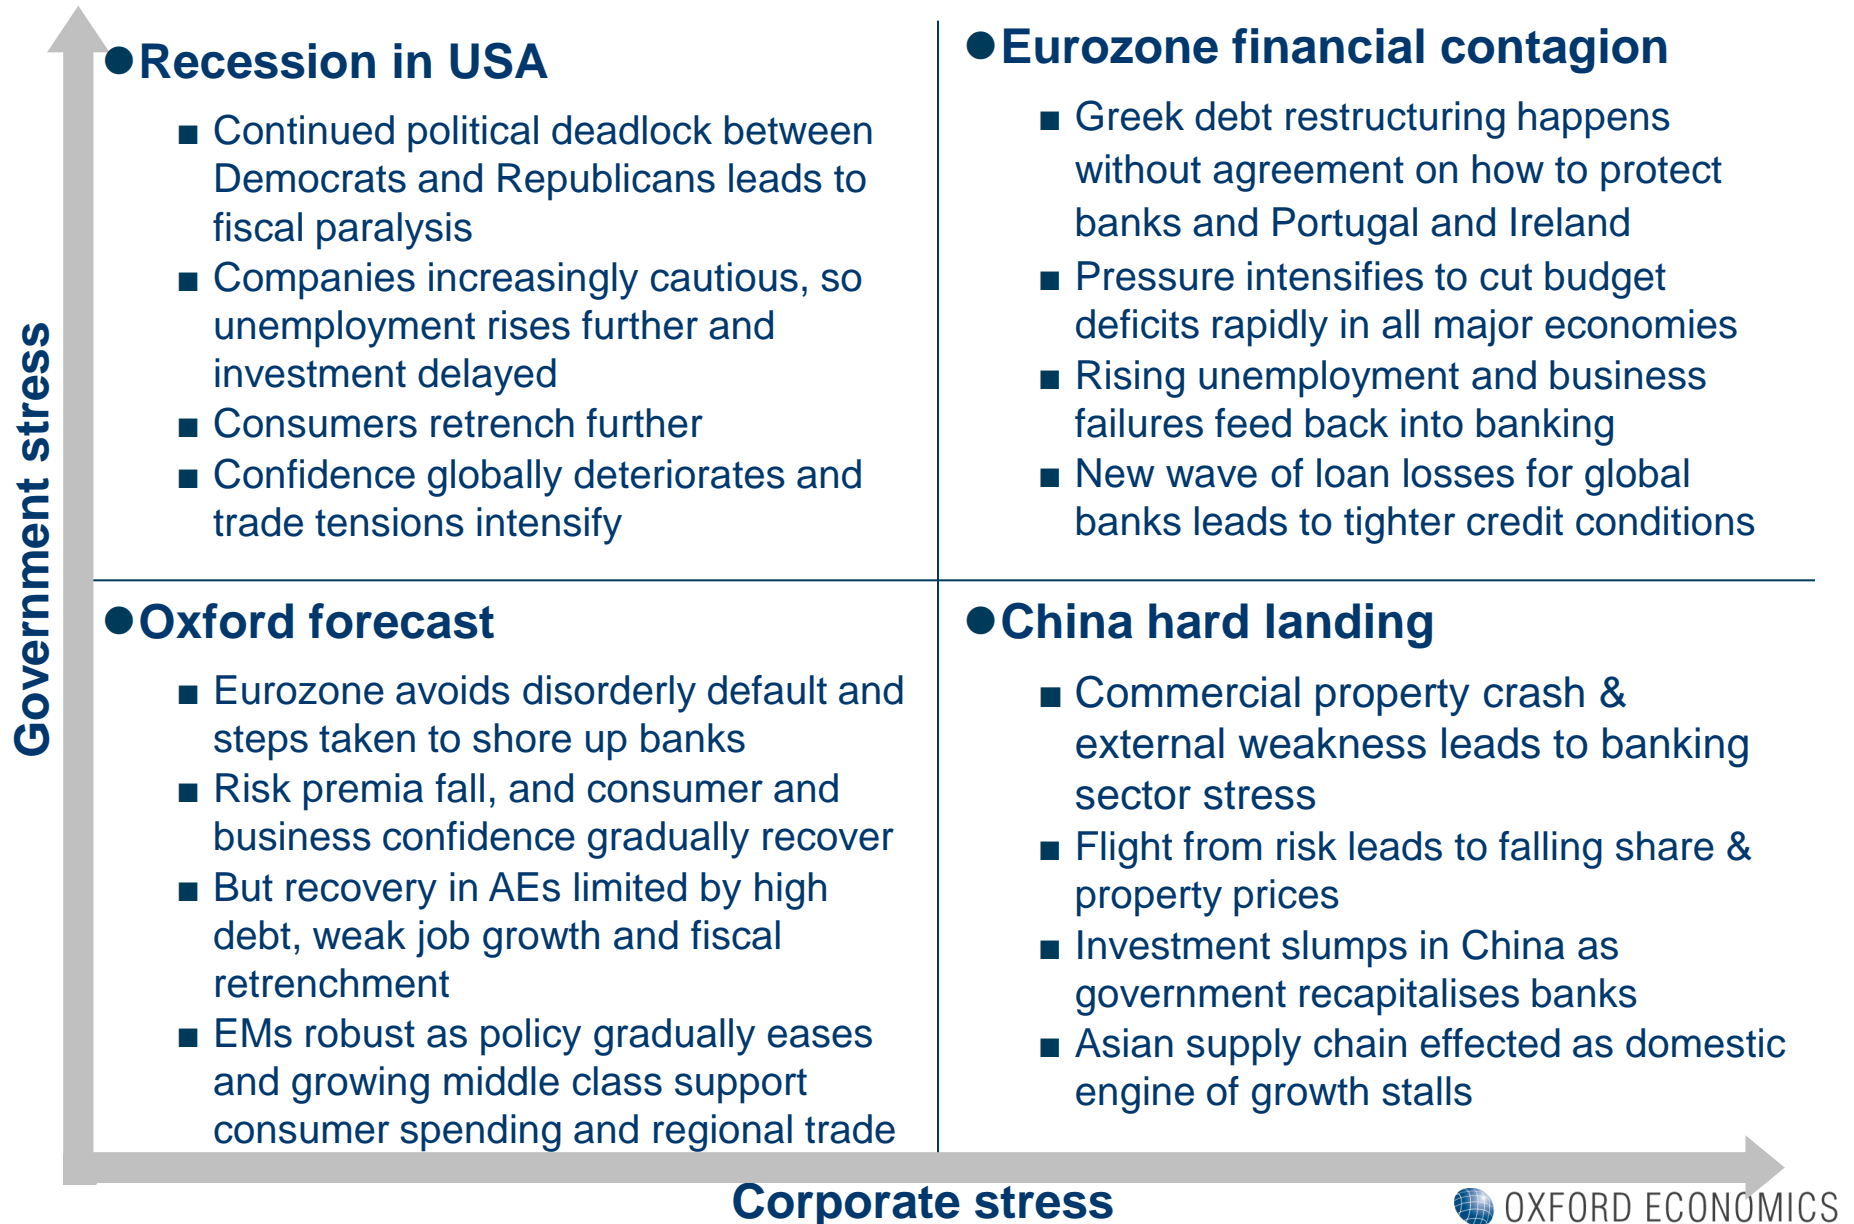 ● Recession in USA
■ Continued political deadlock between
Democrats and Republicans leads to
fiscal paralysis
■ Companies increasingly cautious, so
unemployment rises further and
investment delayed
■ Consumers retrench further
■ Confidence globally deteriorates and
trade tensions intensify
● Eurozone financial contagion
■ Greek debt restructuring happens
without agreement on how to protect
banks and Portugal and Ireland
■ Pressure intensifies to cut budget
deficits rapidly in all major economies
■ Rising unemployment and business
failures feed back into banking
■ New wave of loan losses for global
banks leads to tighter credit conditions
Government stress
● Oxford forecast
■ Eurozone avoids disorderly default and
steps taken to shore up banks
■ Risk premia fall, and consumer and
business confidence gradually recover
■ But recovery in AEs limited by high
debt, weak job growth and fiscal
retrenchment
■ EMs robust as policy gradually eases
and growing middle class support
consumer spending and regional trade
● China hard landing
■ Commercial property crash &
external weakness leads to banking
sector stress
■ Flight from risk leads to falling share &
property prices
■ Investment slumps in China as
government recapitalises banks
■ Asian supply chain effected as domestic
engine of growth stalls
Corporate stress
OXFORD ECONOMICS